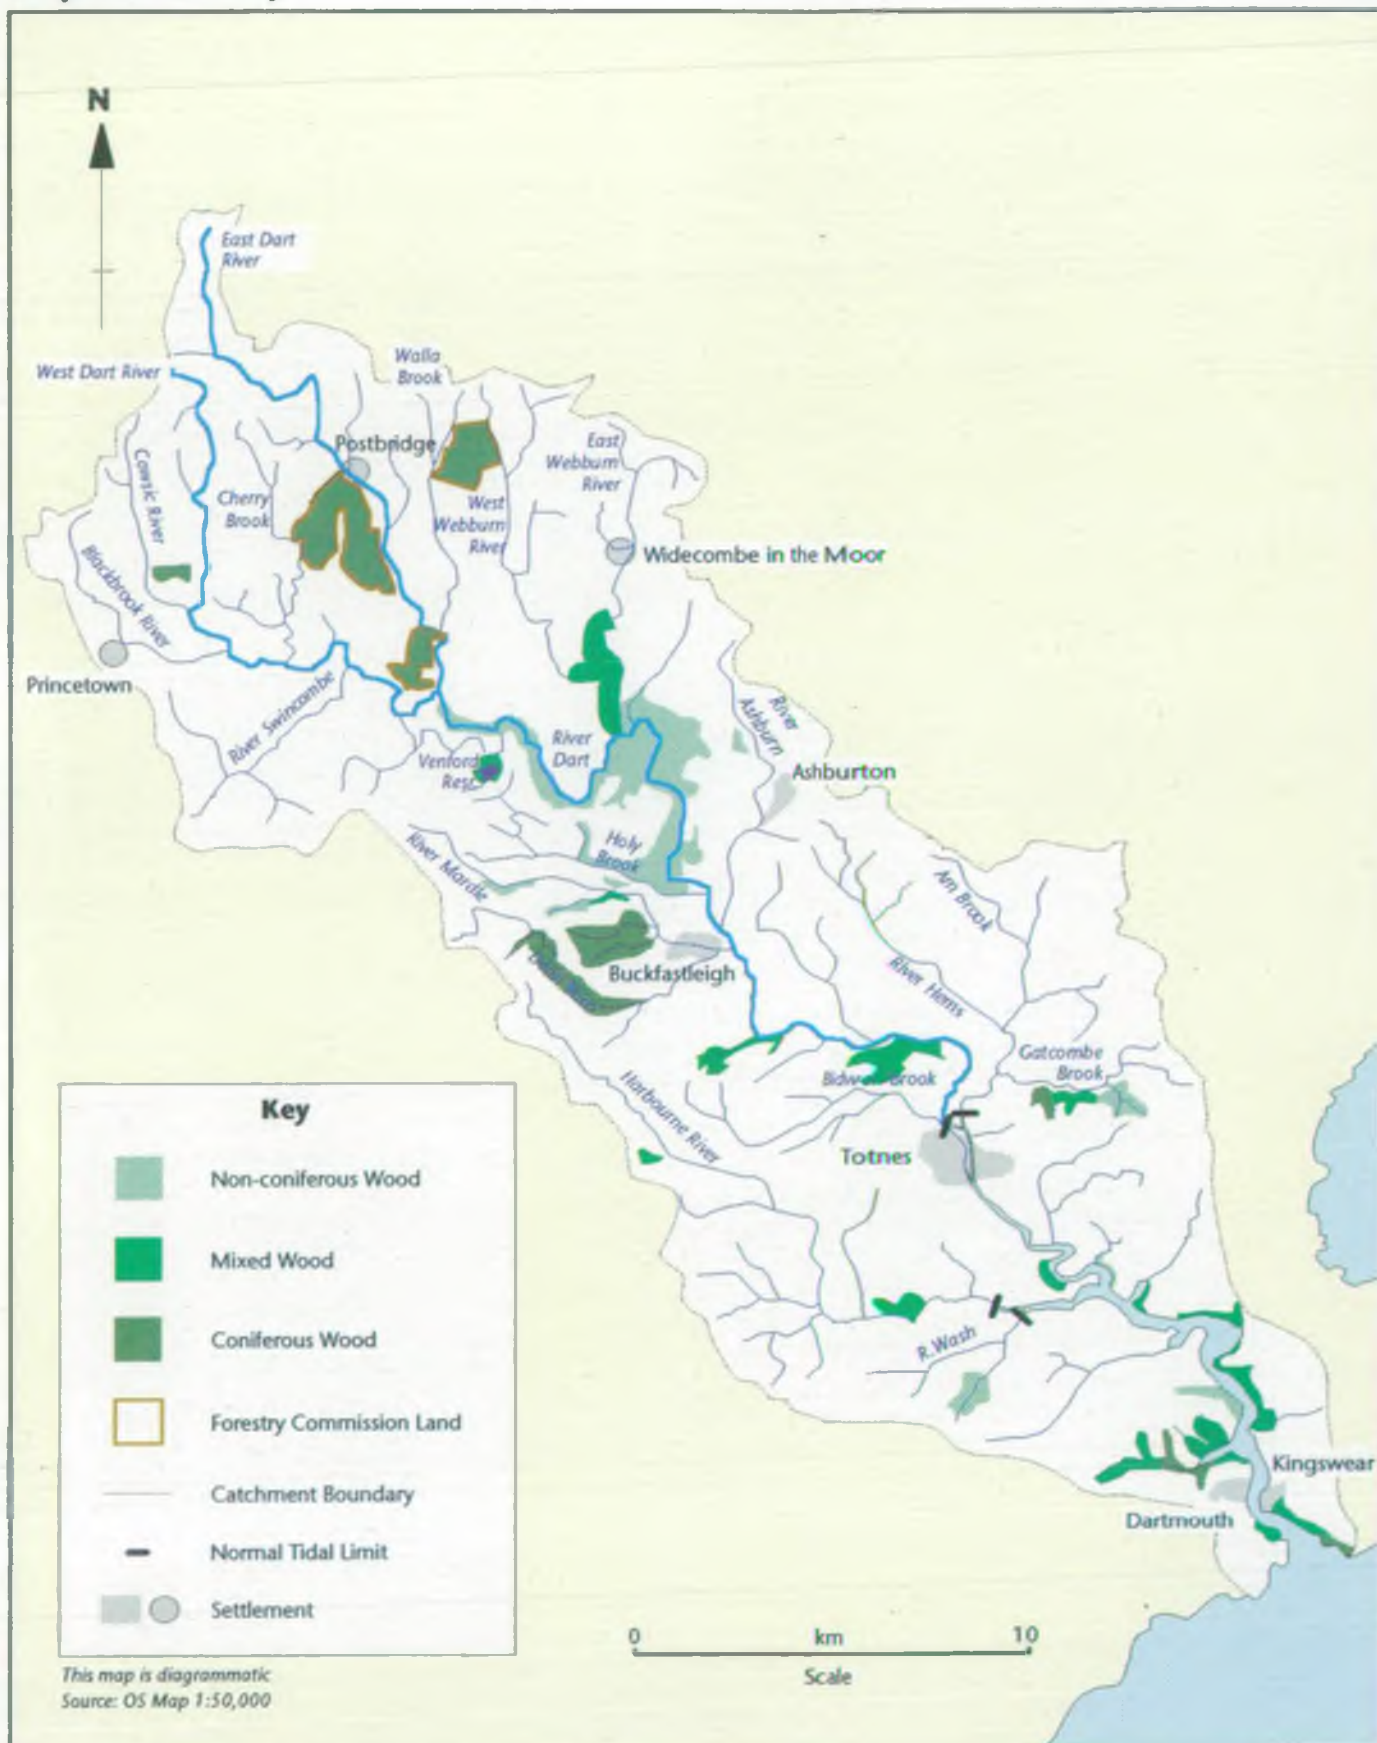 N
East Dart
River
West Dart River
Walla
Brook
Cowsic River
Cherry
Brook
Postbridge
East
Webburn
River
West
Webburn
River
Blackbrook River
Widecombe in the Moor
Princetown
River Swincombe
Venford
Resr
River
Dart
River
Ashburn
Ashburton
Holy
Brook
River Mardle
Am Brook
River Hems
Buckfastleigh
Gatcombe
Brook
Harbourne River
Totnes
R. Wash
Kingswear
Dartmouth
Key
Non-coniferous Wood
Mixed Wood
Coniferous Wood
Forestry Commission Land
Catchment Boundary
Normal Tidal Limit
Settlement
0 km 10
Scale
This map is diagrammatic
Source: OS Map 1:50,000